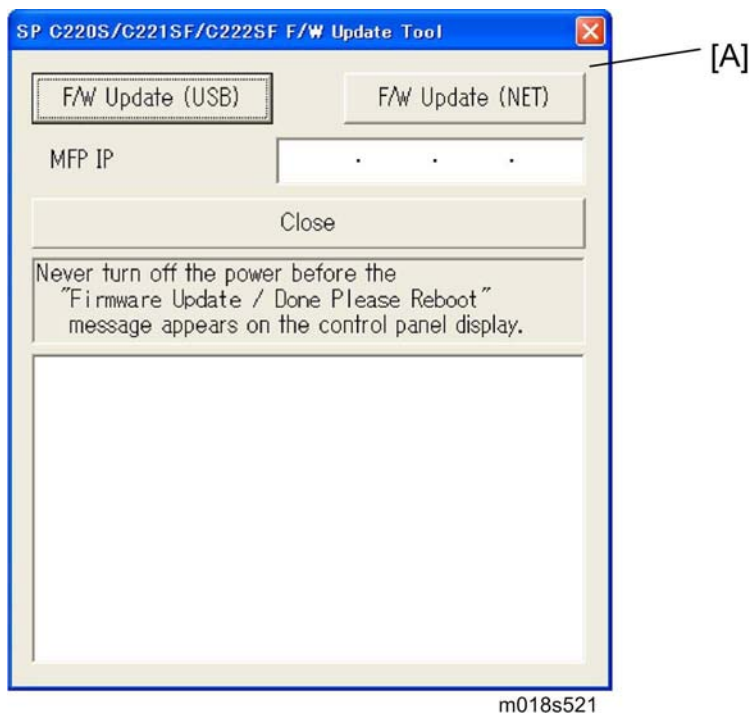 SP C220S/C221SF/C222SF F/W Update Tool
[A]
F/W Update (USB)
F/W Update (NET)
MFP IP
. . .
Close
Never turn off the power before the
"Firmware Update / Done Please Reboot"
message appears on the control panel display.
m018s521